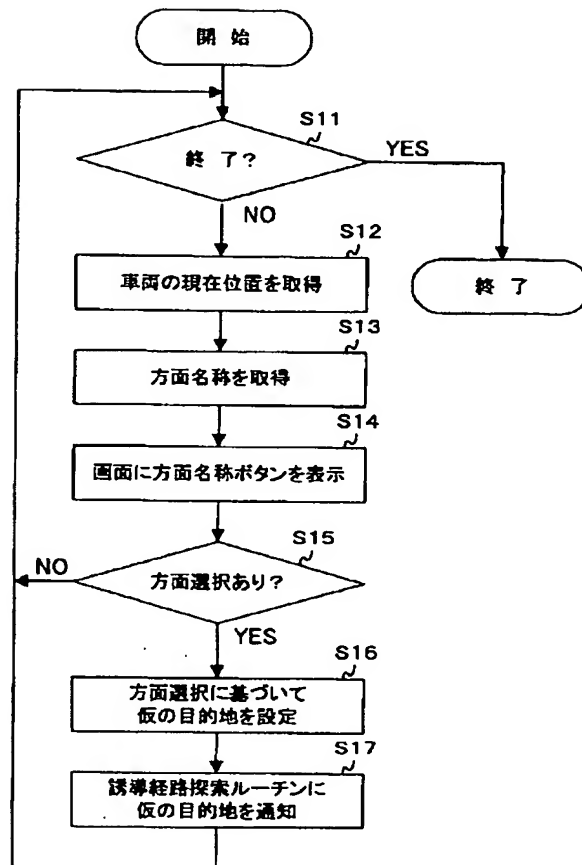 開 始
S11
終 了?
YES
NO
S12
車両の現在位置を取得
終 了
S13
方面名称を取得
S14
画面に方面名称ボタンを表示
S15
NO
方面選択あり?
YES
S16
方面選択に基づいて
仮の目的地を設定
S17
誘導経路探索ルーチンに
仮の目的地を通知